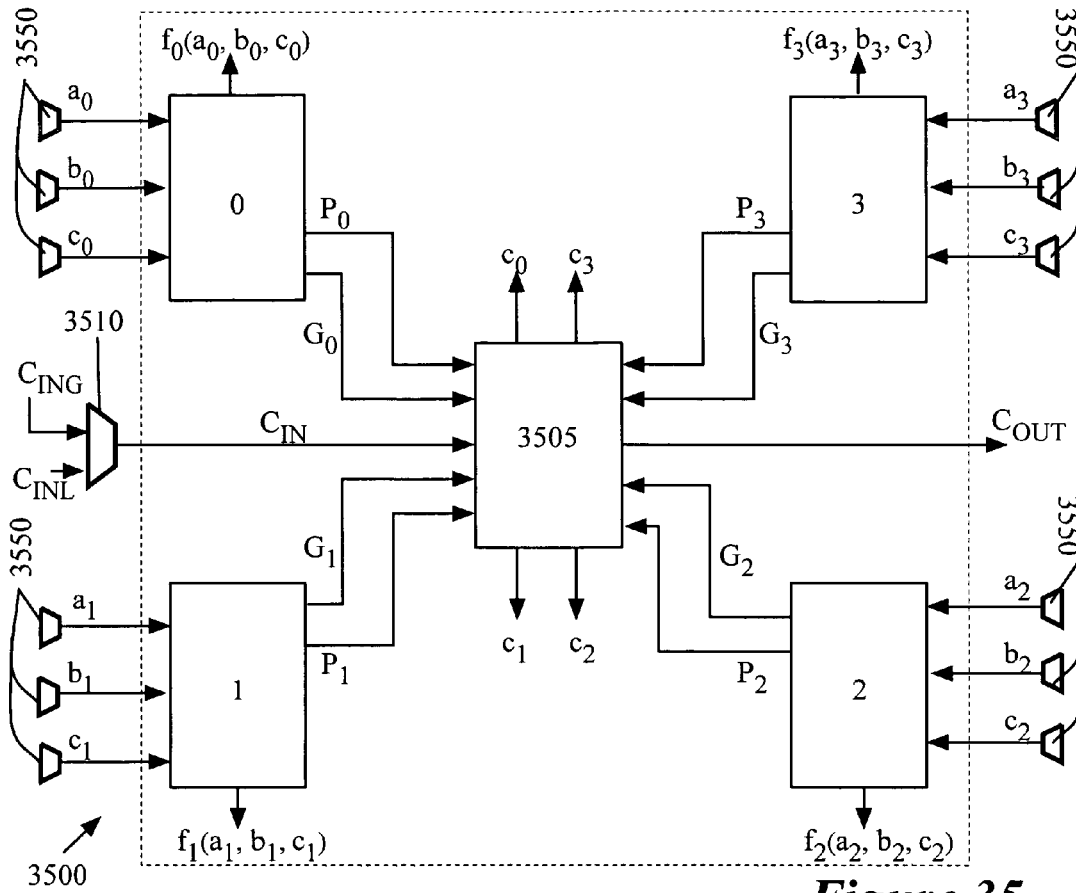 3550
f0(a0, b0, c0)
a0
b0
c0
0
P0
G0
f3(a3, b3, c3)
3550
a3
b3
c3
3
P3
G3
c0
c3
3510
CING
CINL
CIN
3505
COUT
3550
a1
b1
c1
1
G1
P1
f1(a1, b1, c1)
c1
c2
3550
a2
b2
c2
2
G2
P2
f2(a2, b2, c2)
3500
Figure 35